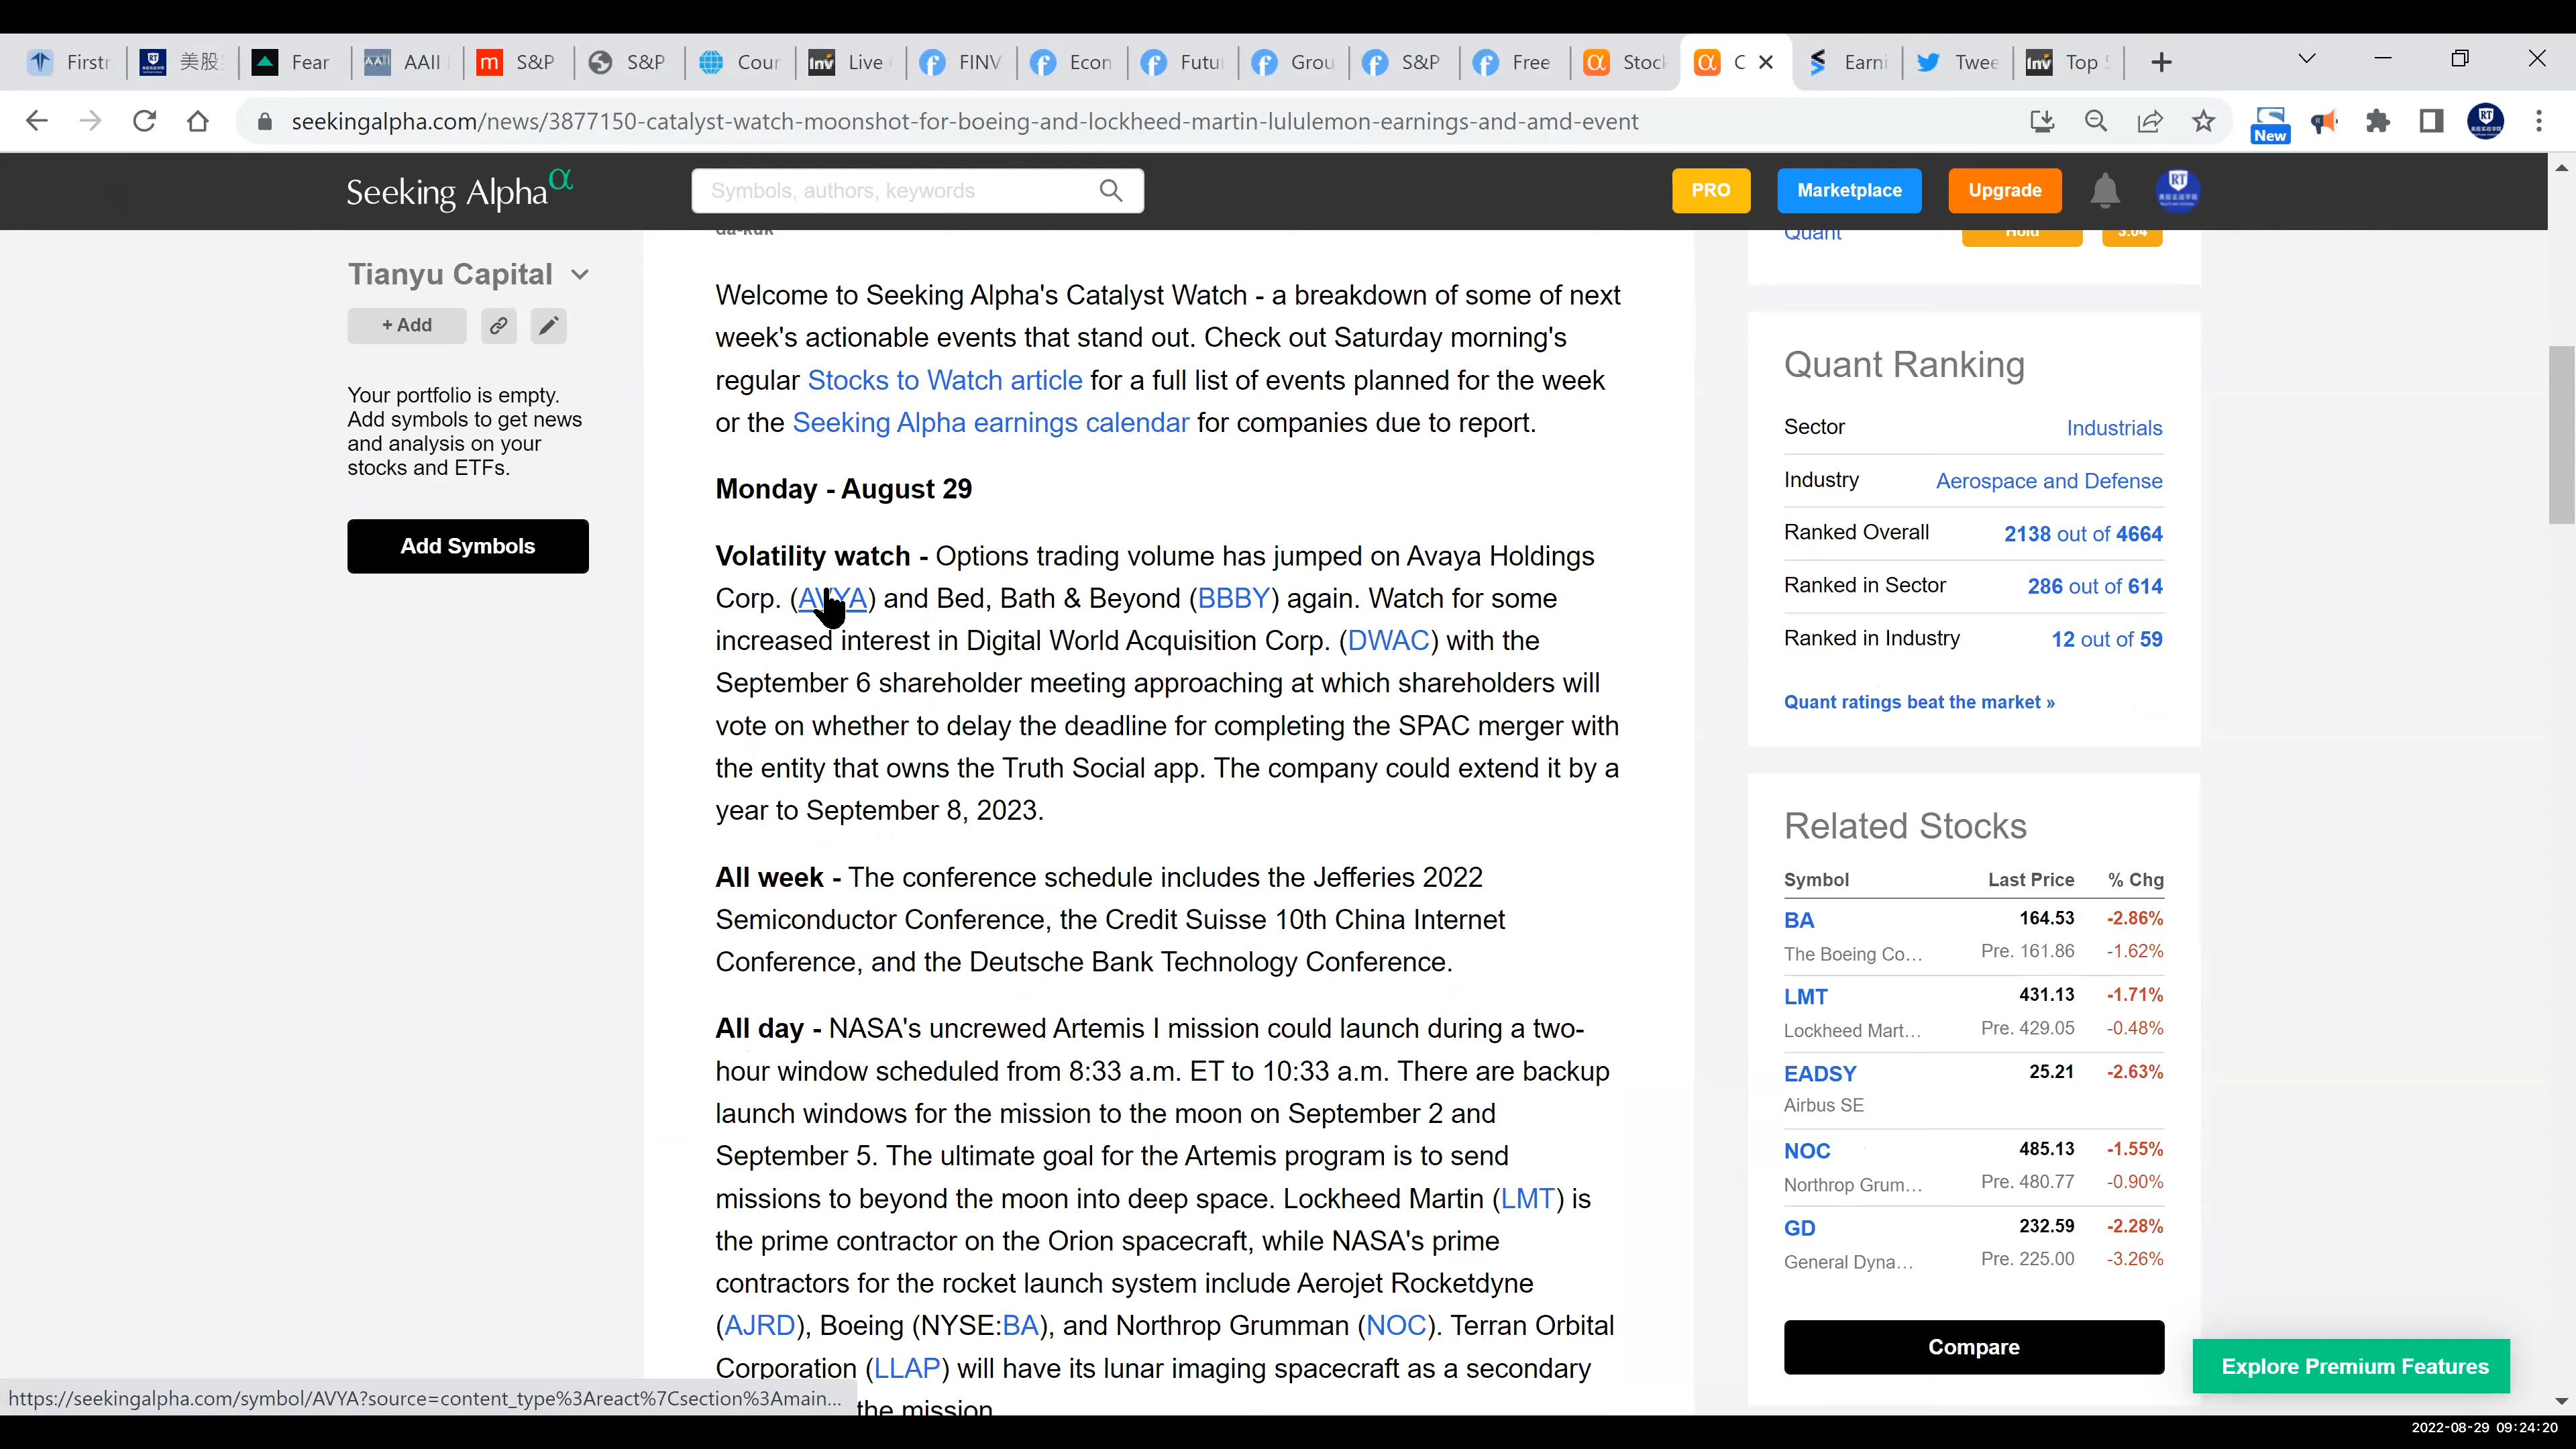 Firstr
美股
Fear
AAII
S&P
S&P
Cour
Live
FINV
Econ
Futu
Grou
S&P
Free
Stock
C
Earni
Twee
Top
seekingalpha.com/news/3877150-catalyst-watch-moonshot-for-boeing-and-lockheed-martin-lululemon-earnings-and-amd-event
New
Seeking Alpha α
Symbols, authors, keywords
PRO
Marketplace
Upgrade
Tianyu Capital
+ Add
Your portfolio is empty.
Add symbols to get news
and analysis on your
stocks and ETFs.
Add Symbols
da-kuk
Welcome to Seeking Alpha's Catalyst Watch - a breakdown of some of next
week's actionable events that stand out. Check out Saturday morning's
regular Stocks to Watch article for a full list of events planned for the week
or the Seeking Alpha earnings calendar for companies due to report.
Monday - August 29
Volatility watch - Options trading volume has jumped on Avaya Holdings
Corp. (AVYA) and Bed, Bath & Beyond (BBBY) again. Watch for some
increased interest in Digital World Acquisition Corp. (DWAC) with the
September 6 shareholder meeting approaching at which shareholders will
vote on whether to delay the deadline for completing the SPAC merger with
the entity that owns the Truth Social app. The company could extend it by a
year to September 8, 2023.
All week - The conference schedule includes the Jefferies 2022
Semiconductor Conference, the Credit Suisse 10th China Internet
Conference, and the Deutsche Bank Technology Conference.
All day - NASA's uncrewed Artemis I mission could launch during a two-
hour window scheduled from 8:33 a.m. ET to 10:33 a.m. There are backup
launch windows for the mission to the moon on September 2 and
September 5. The ultimate goal for the Artemis program is to send
missions to beyond the moon into deep space. Lockheed Martin (LMT) is
the prime contractor on the Orion spacecraft, while NASA's prime
contractors for the rocket launch system include Aerojet Rocketdyne
(AJRD), Boeing (NYSE:BA), and Northrop Grumman (NOC). Terran Orbital
Corporation (LLAP) will have its lunar imaging spacecraft as a secondary
the mission
Quant Hold 3.04
Quant Ranking
Sector Industrials
Industry Aerospace and Defense
Ranked Overall 2138 out of 4664
Ranked in Sector 286 out of 614
Ranked in Industry 12 out of 59
Quant ratings beat the market »
Related Stocks
Symbol Last Price % Chg
BA 164.53 -2.86%
The Boeing Co... Pre. 161.86 -1.62%
LMT 431.13 -1.71%
Lockheed Mart... Pre. 429.05 -0.48%
EADSY 25.21 -2.63%
Airbus SE
NOC 485.13 -1.55%
Northrop Grum... Pre. 480.77 -0.90%
GD 232.59 -2.28%
General Dyna... Pre. 225.00 -3.26%
Compare
Explore Premium Features
https://seekingalpha.com/symbol/AVYA?source=content_type%3Areact%7Csection%3Amain...
2022-08-29 09:24:20